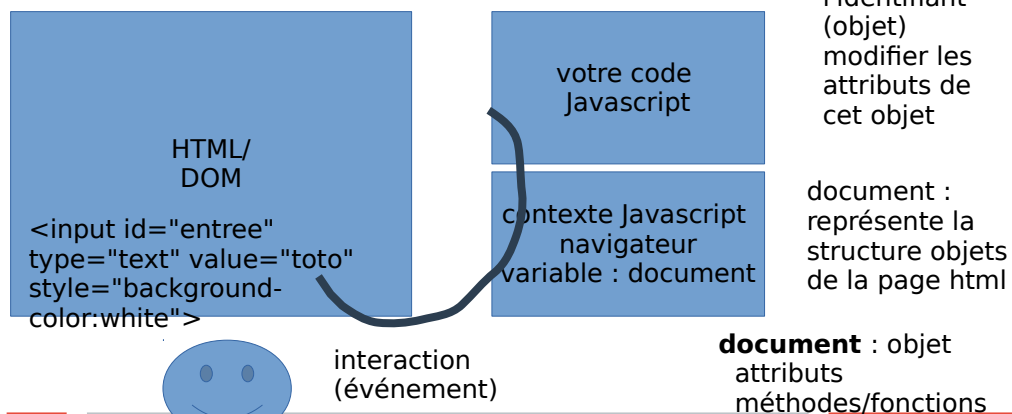 HTML/
DOM
<input id="entree"
type="text" value="toto"
style="background-
color:white">
votre code
Javascript
contexte Javascript
navigateur
variable : document
interaction
(événement)
l'identifiant
(objet)
modifier les
attributs de
cet objet
document :
représente la
structure objets
de la page html
document : objet
attributs
méthodes/fonctions